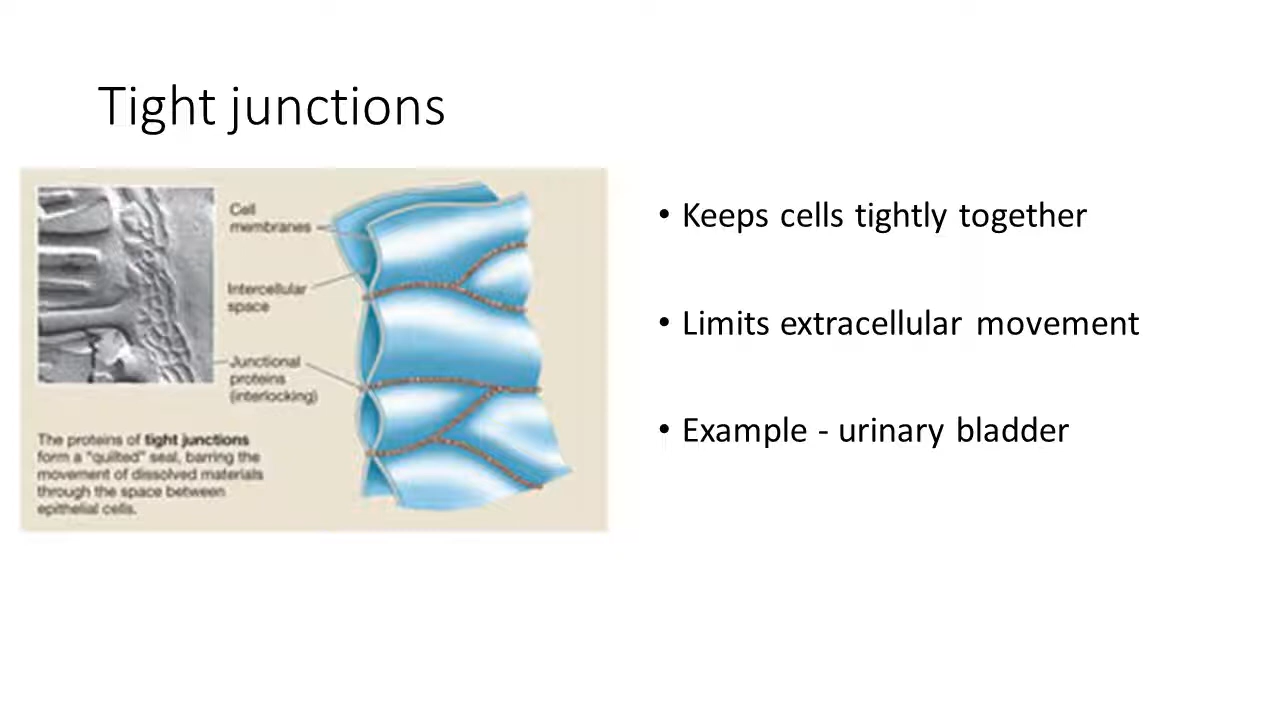 Tight junctions
Cell
membranes
Intercellular
space
Junctional
proteins
(interlocking)
The proteins of tight junctions
form a "quilted" seal, barring the
movement of dissolved materials
through the space between
epithelial cells.
• Keeps cells tightly together
• Limits extracellular movement
• Example - urinary bladder